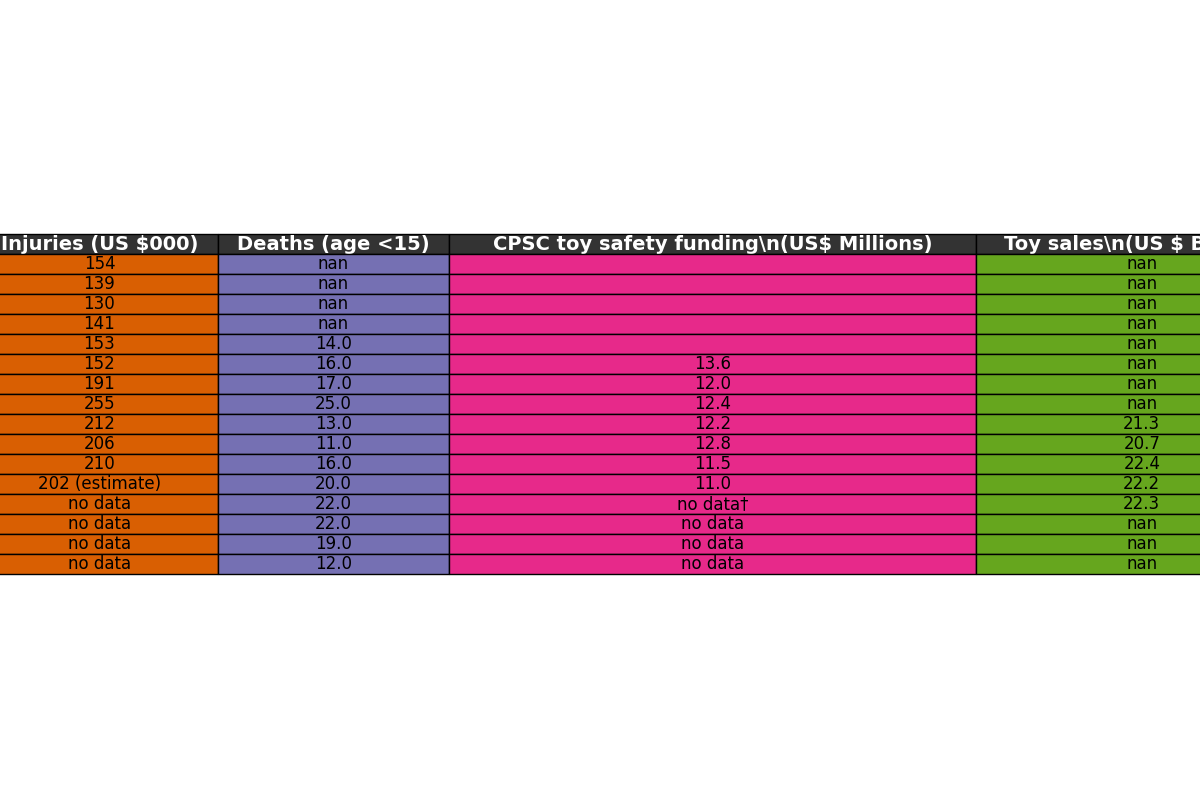 Injuries (US $000) Deaths (age <15) CPSC toy safety funding\n(US$ Millions) Toy sales\n(US $ B
154 nan nan
139 nan nan
130 nan nan
141 nan nan
153 14.0 nan
152 16.0 13.6 nan
191 17.0 12.0 nan
255 25.0 12.4 nan
212 13.0 12.2 21.3
206 11.0 12.8 20.7
210 16.0 11.5 22.4
202 (estimate) 20.0 11.0 22.2
no data 22.0 no data† 22.3
no data 22.0 no data nan
no data 19.0 no data nan
no data 12.0 no data nan